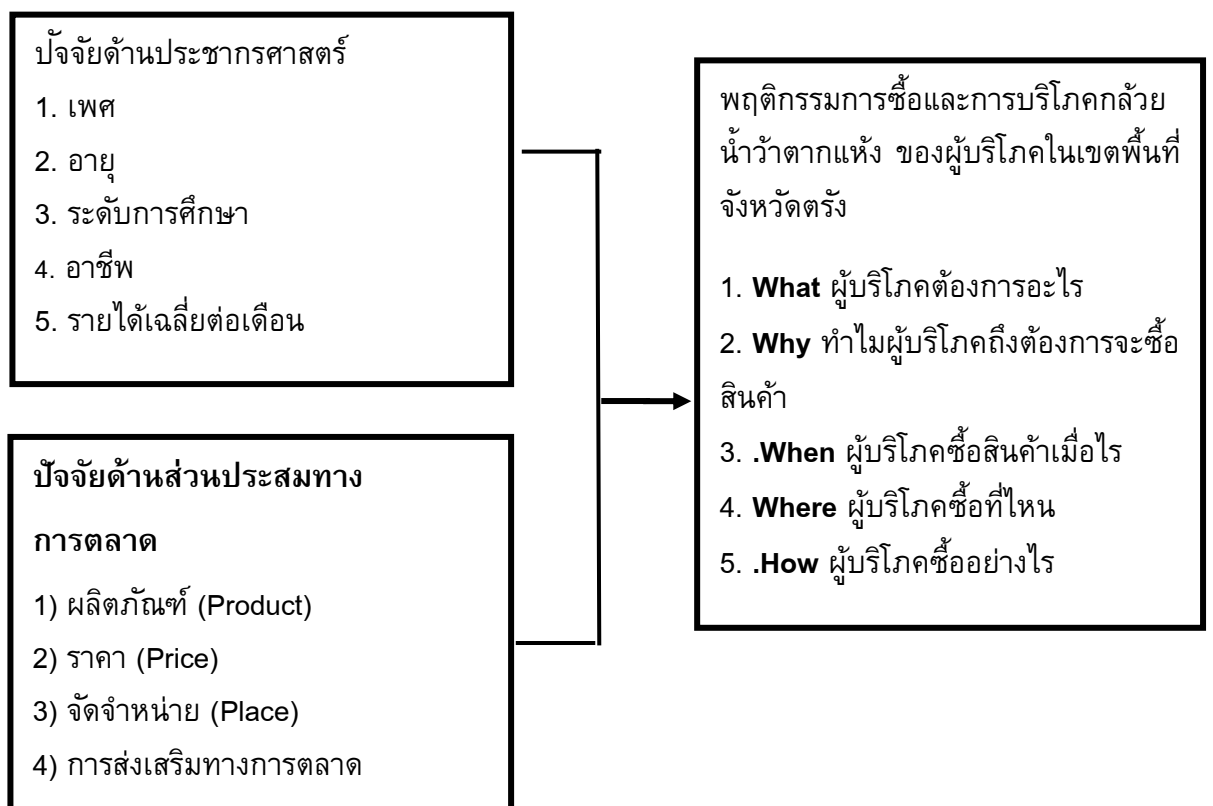 ปัจจัยด้านประชากรศาสตร์
1. เพศ
2. อายุ
3. ระดับการศึกษา
4. อาชีพ
5. รายได้เฉลี่ยต่อเดือน
ปัจจัยด้านส่วนประสมทาง
การตลาด
1) ผลิตภัณฑ์ (Product)
2) ราคา (Price)
3) จัดจำหน่าย (Place)
4) การส่งเสริมทางการตลาด
พฤติกรรมการซื้อและการบริโภคกล้วย
น้ำว้าตากแห้ง ของผู้บริโภคในเขตพื้นที่
จังหวัดตรัง
1. What ผู้บริโภคต้องการอะไร
2. Why ทำไมผู้บริโภคถึงต้องการจะซื้อ
สินค้า
3. .When ผู้บริโภคซื้อสินค้าเมื่อไร
4. Where ผู้บริโภคซื้อที่ไหน
5. .How ผู้บริโภคซื้ออย่างไร